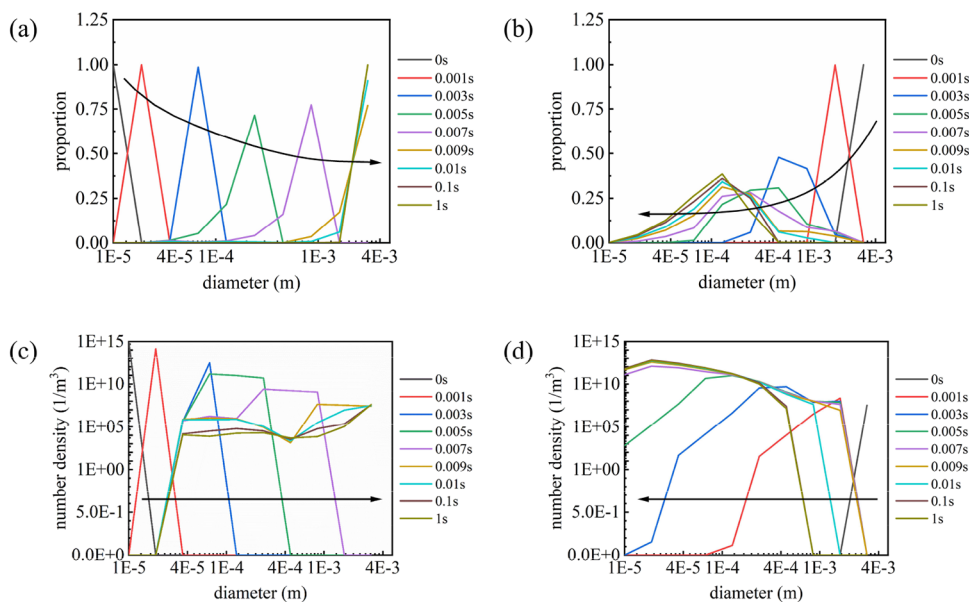 (a)
1.25
1.00
0.75
0.50
0.25
0.00
proportion
1E-5
4E-5
1E-4
1E-3
4E-3
diameter (m)
0s
0.001s
0.003s
0.005s
0.007s
0.009s
0.01s
0.1s
1s
(b)
1.25
1.00
0.75
0.50
0.25
0.00
proportion
1E-5
4E-5
1E-4
4E-4
1E-3
4E-3
diameter (m)
0s
0.001s
0.003s
0.005s
0.007s
0.009s
0.01s
0.1s
1s
(c)
1E+15
1E+10
1E+05
1E+00
5.0E-1
0.0E+0
number density (1/m³)
1E-5
4E-5
1E-4
4E-4
1E-3
4E-3
diameter (m)
0s
0.001s
0.003s
0.005s
0.007s
0.009s
0.01s
0.1s
1s
(d)
1E+15
1E+10
1E+05
1E+00
5.0E-1
0.0E+0
number density (1/m³)
1E-5
4E-5
1E-4
4E-4
1E-3
4E-3
diameter (m)
0s
0.001s
0.003s
0.005s
0.007s
0.009s
0.01s
0.1s
1s